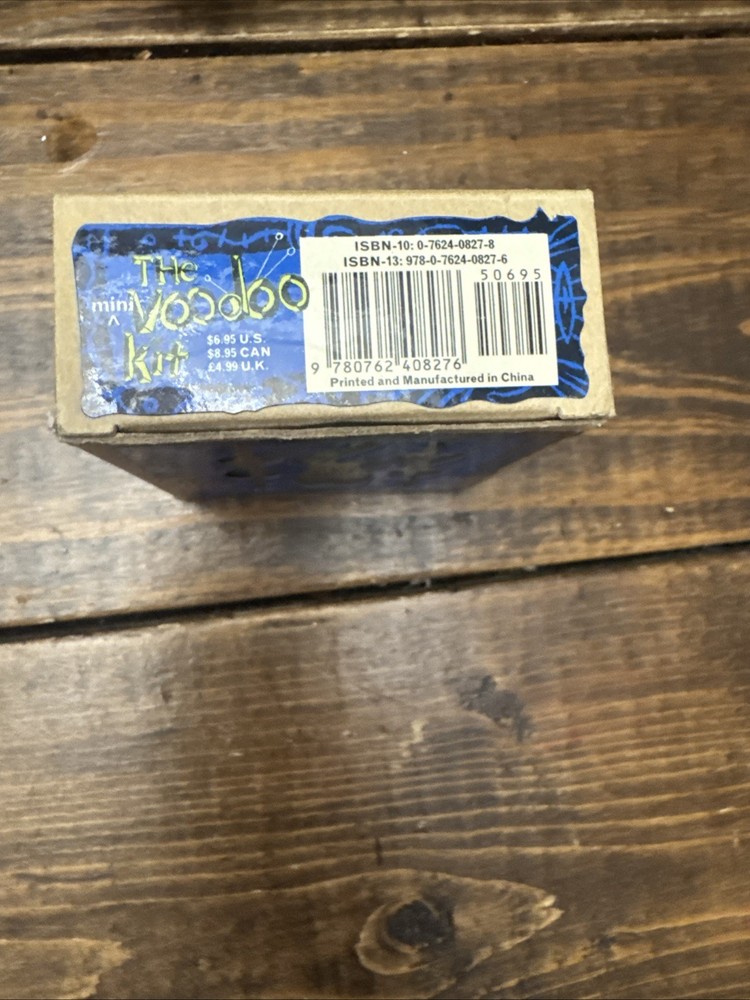 THE
mini
^
Voodoo
kit
$6.95 U.S.
$8.95 CAN
£4.99 U.K.
ISBN-10: 0-7624-0827-8
ISBN-13: 978-0-7624-0827-6
50695
9 780762 408276
Printed and Manufactured in China